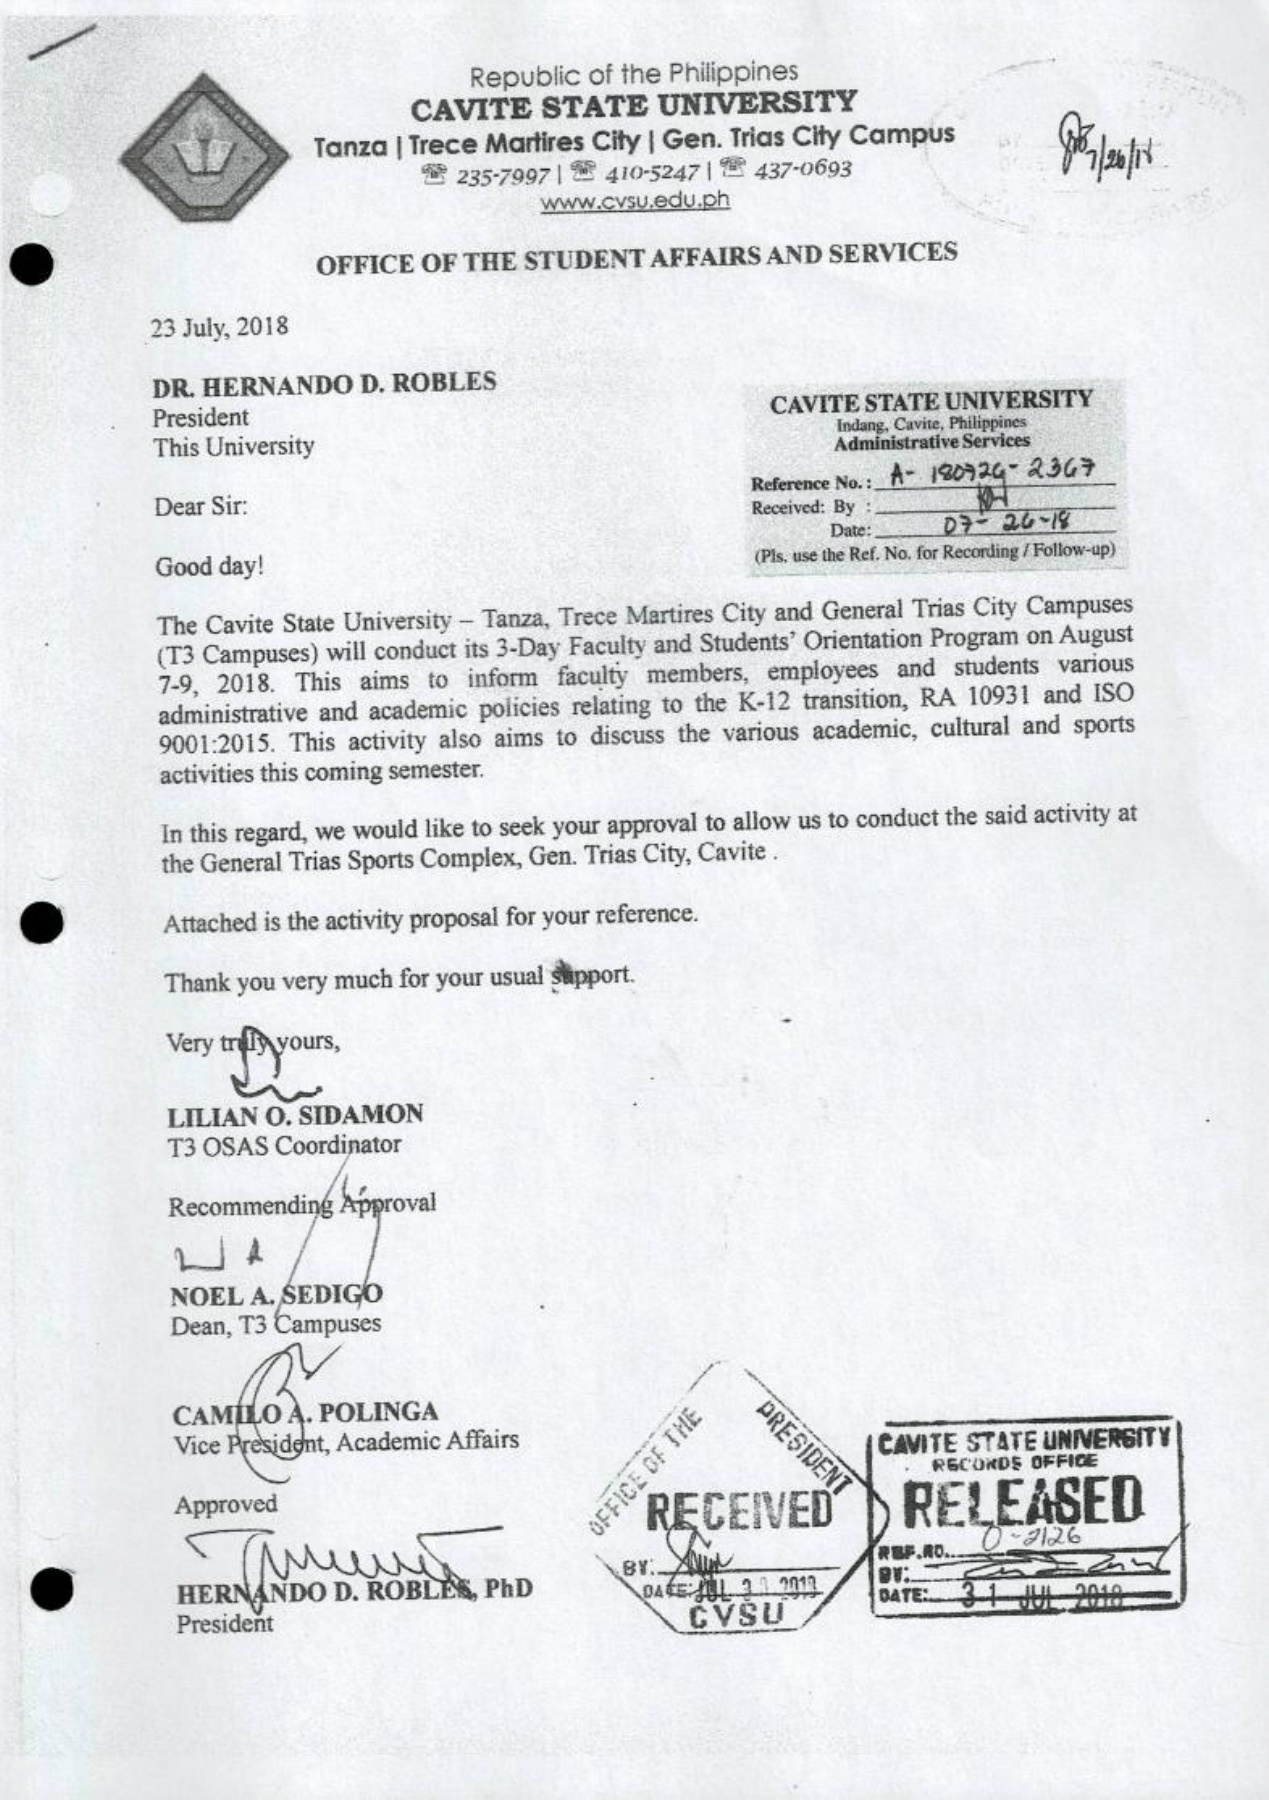 Republic of the Philippines
CAVITE STATE UNIVERSITY
Tanza | Trece Martires City | Gen. Trias City Campus
☏ 235-7997 | ☏ 410-5247 | ☏ 437-0693
www.cvsu.edu.ph
7/26/18
OFFICE OF THE STUDENT AFFAIRS AND SERVICES
23 July, 2018
DR. HERNANDO D. ROBLES
President
This University
CAVITE STATE UNIVERSITY
Indang, Cavite, Philippines
Administrative Services
Reference No. : A- 180726- 2367
Received: By :
Date: 07- 26-18
(Pls. use the Ref. No. for Recording / Follow-up)
Dear Sir:
Good day!
The Cavite State University – Tanza, Trece Martires City and General Trias City Campuses
(T3 Campuses) will conduct its 3-Day Faculty and Students' Orientation Program on August
7-9, 2018. This aims to inform faculty members, employees and students various
administrative and academic policies relating to the K-12 transition, RA 10931 and ISO
9001:2015. This activity also aims to discuss the various academic, cultural and sports
activities this coming semester.
In this regard, we would like to seek your approval to allow us to conduct the said activity at
the General Trias Sports Complex, Gen. Trias City, Cavite .
Attached is the activity proposal for your reference.
Thank you very much for your usual support.
Very truly yours,
LILIAN O. SIDAMON
T3 OSAS Coordinator
Recommending Approval
NOEL A. SEDIGO
Dean, T3 Campuses
CAMILO A. POLINGA
Vice President, Academic Affairs
Approved
HERNANDO D. ROBLES, PhD
President
OFFICE OF THE PRESIDENT
RECEIVED
BY:
DATE: JUL 2018
CVSU
CAVITE STATE UNIVERSITY
RECORDS OFFICE
RELEASED
REF.NO. 0-2126
BY:
DATE: 31 JUL 2018